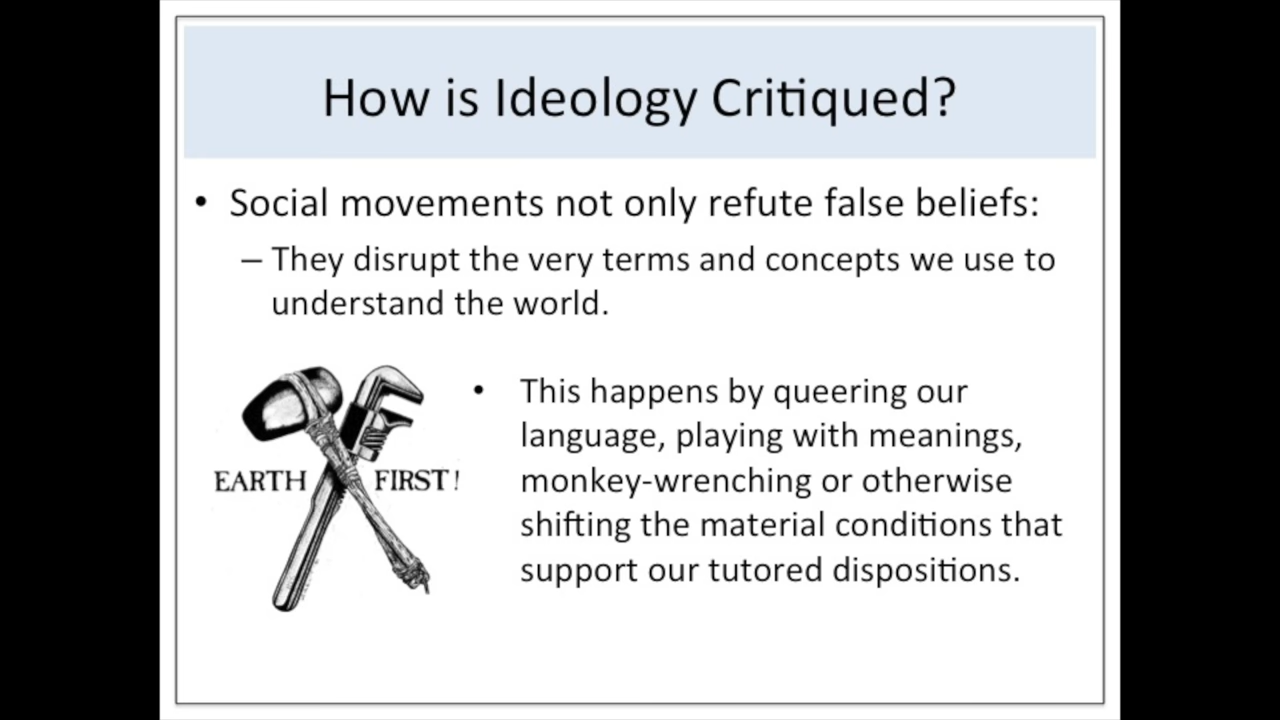 How is Ideology Critiqued?
• Social movements not only refute false beliefs:
– They disrupt the very terms and concepts we use to
understand the world.
EARTH FIRST!
• This happens by queering our
language, playing with meanings,
monkey-wrenching or otherwise
shifting the material conditions that
support our tutored dispositions.